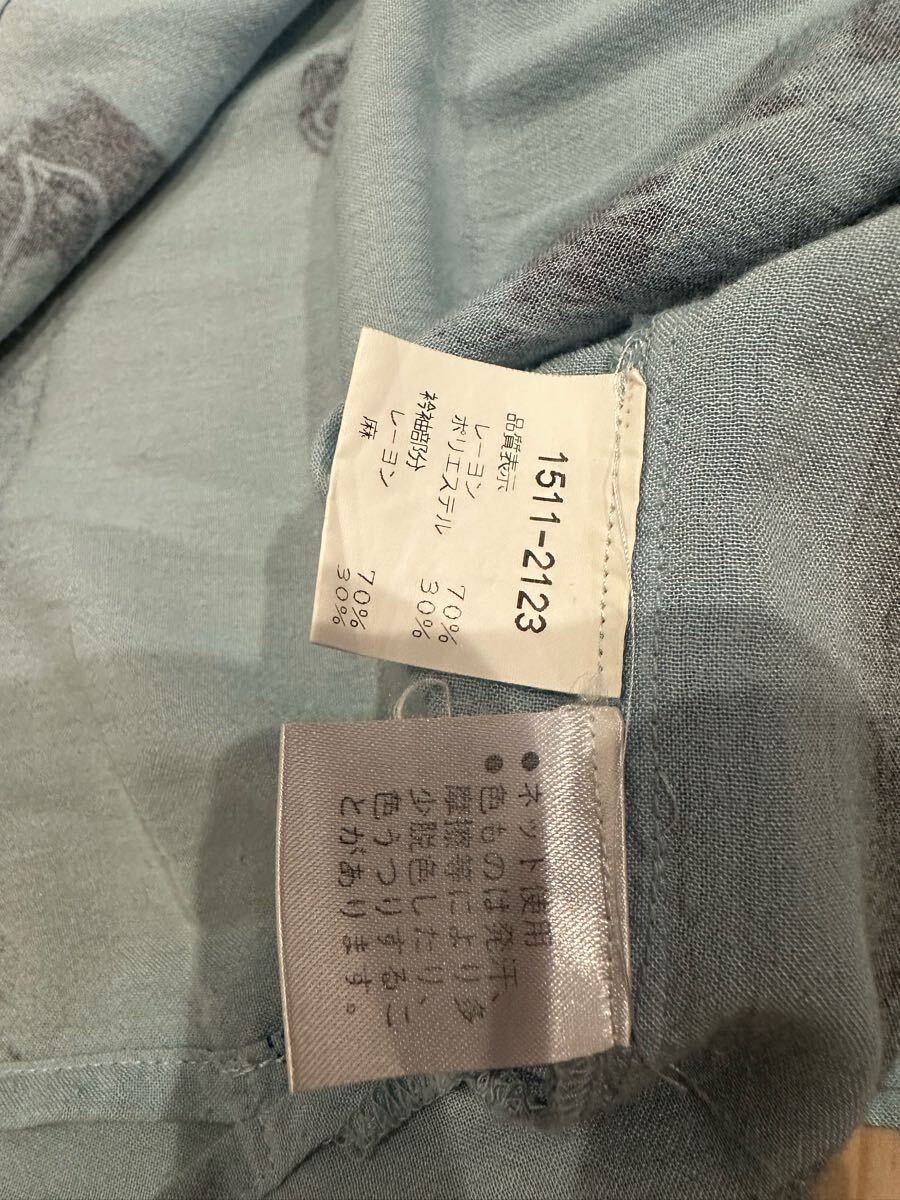 1511-2123
品質表示
レーヨン 70%
ポリエステル 30%
衿袖部分
レーヨン 70%
麻 30%
●ネット使用
●色ものは発汗、
摩擦等により、多
少脱色したり、
色うつりするこ
とがあります。